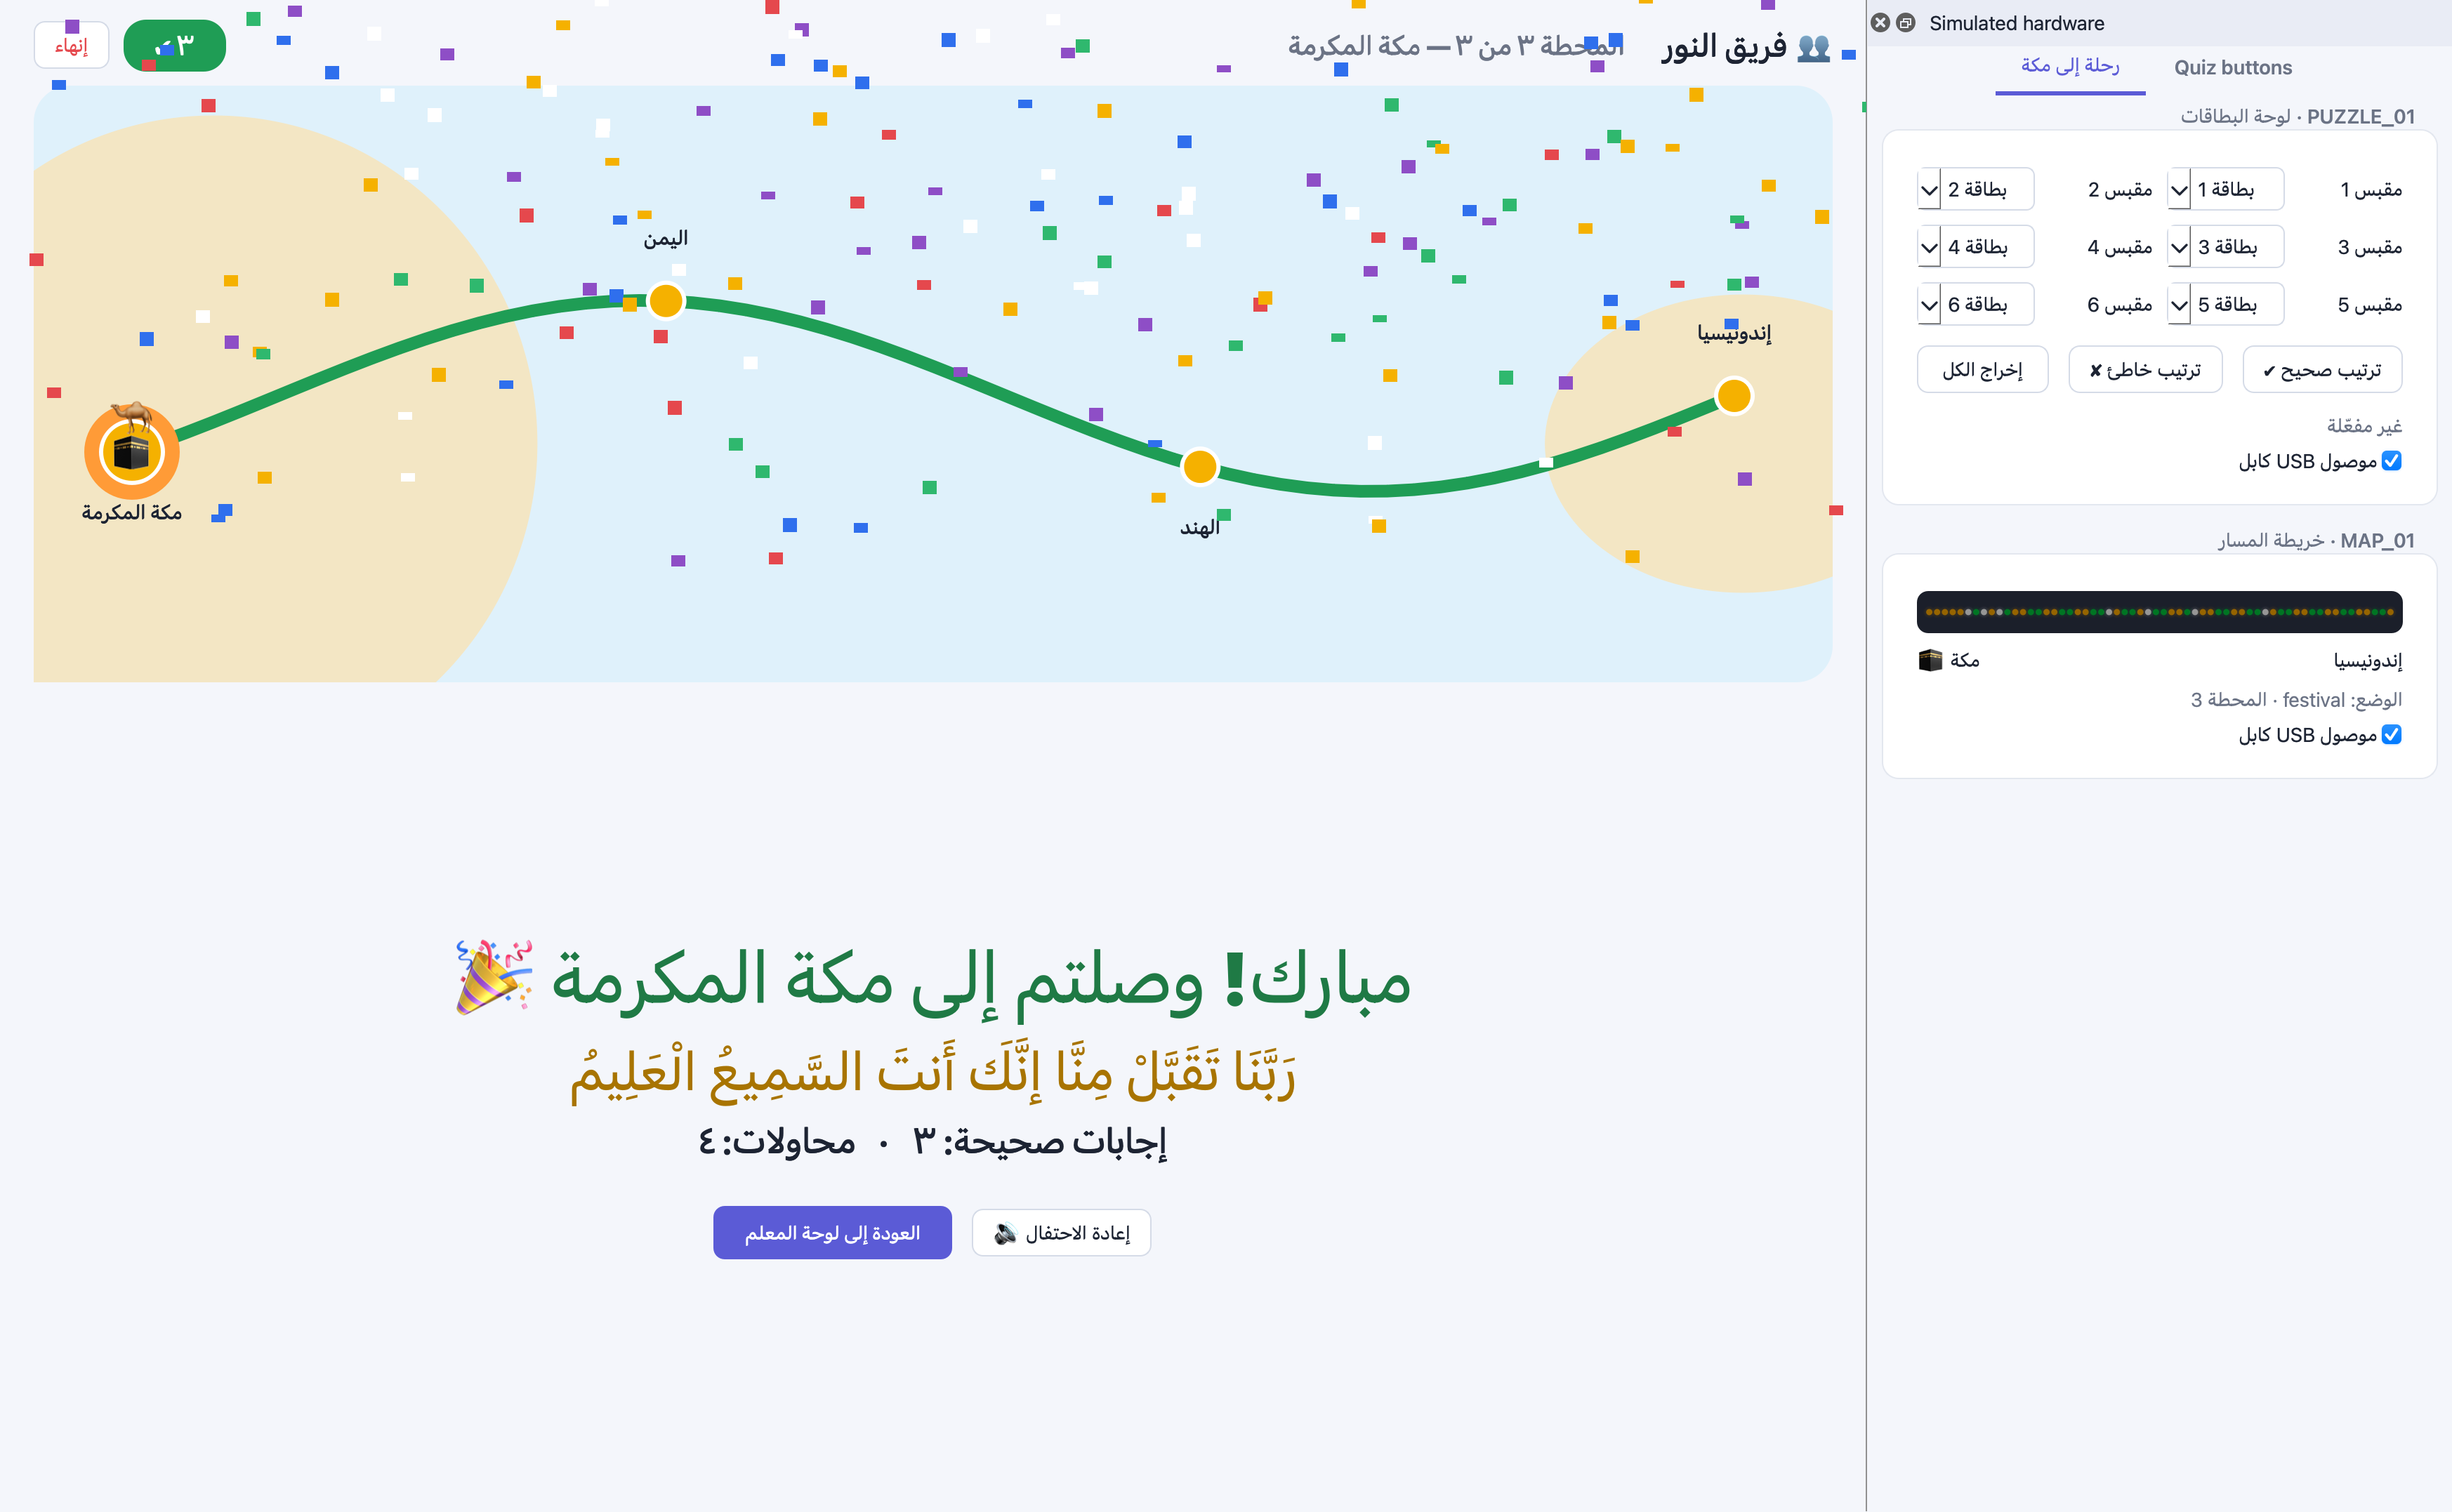 👥 فريق النور المحطة ٣ من ٣ — مكة المكرمة
٣ ✔
إنهاء
إندونيسيا
الهند
اليمن
مكة المكرمة
مبارك! وصلتم إلى مكة المكرمة 🎉
رَبَّنَا تَقَبَّلْ مِنَّا إِنَّكَ أَنتَ السَّمِيعُ الْعَلِيمُ
إجابات صحيحة: ٣ · محاولات: ٤
إعادة الاحتفال 🔊
العودة إلى لوحة المعلم
Simulated hardware
Quiz buttons
رحلة إلى مكة
PUZZLE_01 · لوحة البطاقات
مقبس 1 بطاقة 1 مقبس 2 بطاقة 2
مقبس 3 بطاقة 3 مقبس 4 بطاقة 4
مقبس 5 بطاقة 5 مقبس 6 بطاقة 6
ترتيب صحيح ✔
ترتيب خاطئ ✘
إخراج الكل
غير مفعّلة
موصول USB كابل
MAP_01 · خريطة المسار
إندونيسيا
مكة 🕋
الوضع: festival · المحطة 3
موصول USB كابل